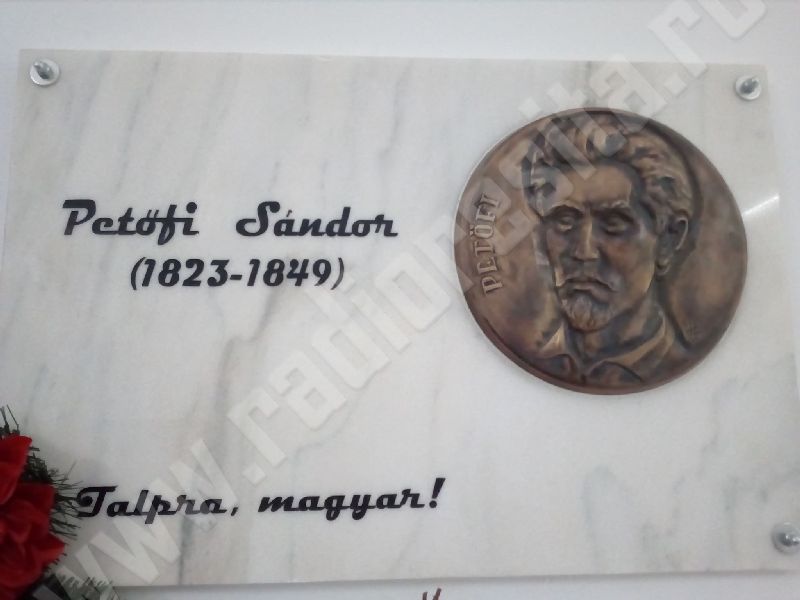 Petőfi Sándor
(1823-1849)
PETŐFI
Talpra, magyar!
www.radioresita.ro